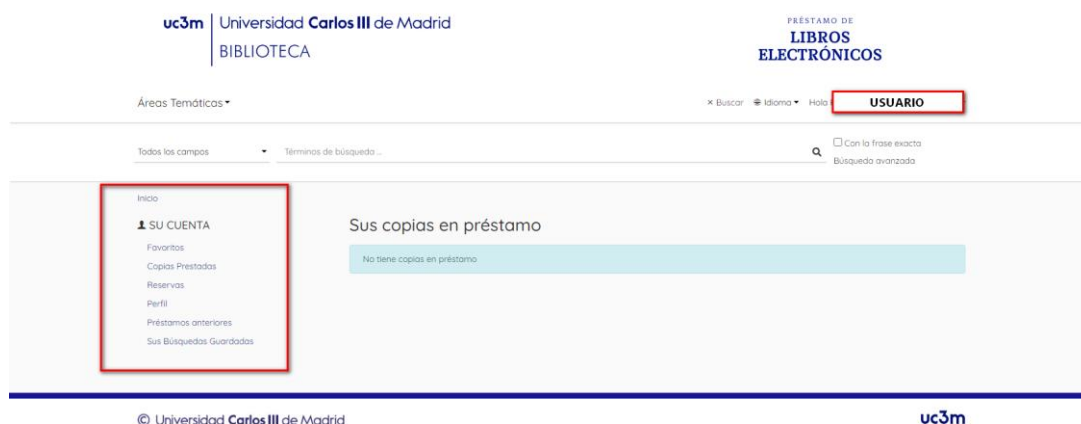 uc3m Universidad Carlos III de Madrid
BIBLIOTECA
PRÉSTAMO DE
LIBROS
ELECTRÓNICOS
Áreas Temáticas
× Buscar Idioma Hola USUARIO
Todos los campos Términos de búsqueda ... Con la frase exacta
Búsqueda avanzada
Inicio
SU CUENTA
Favoritos
Copias Prestadas
Reservas
Perfil
Préstamos anteriores
Sus Búsquedas Guardadas
Sus copias en préstamo
No tiene copias en préstamo
© Universidad Carlos III de Madrid uc3m